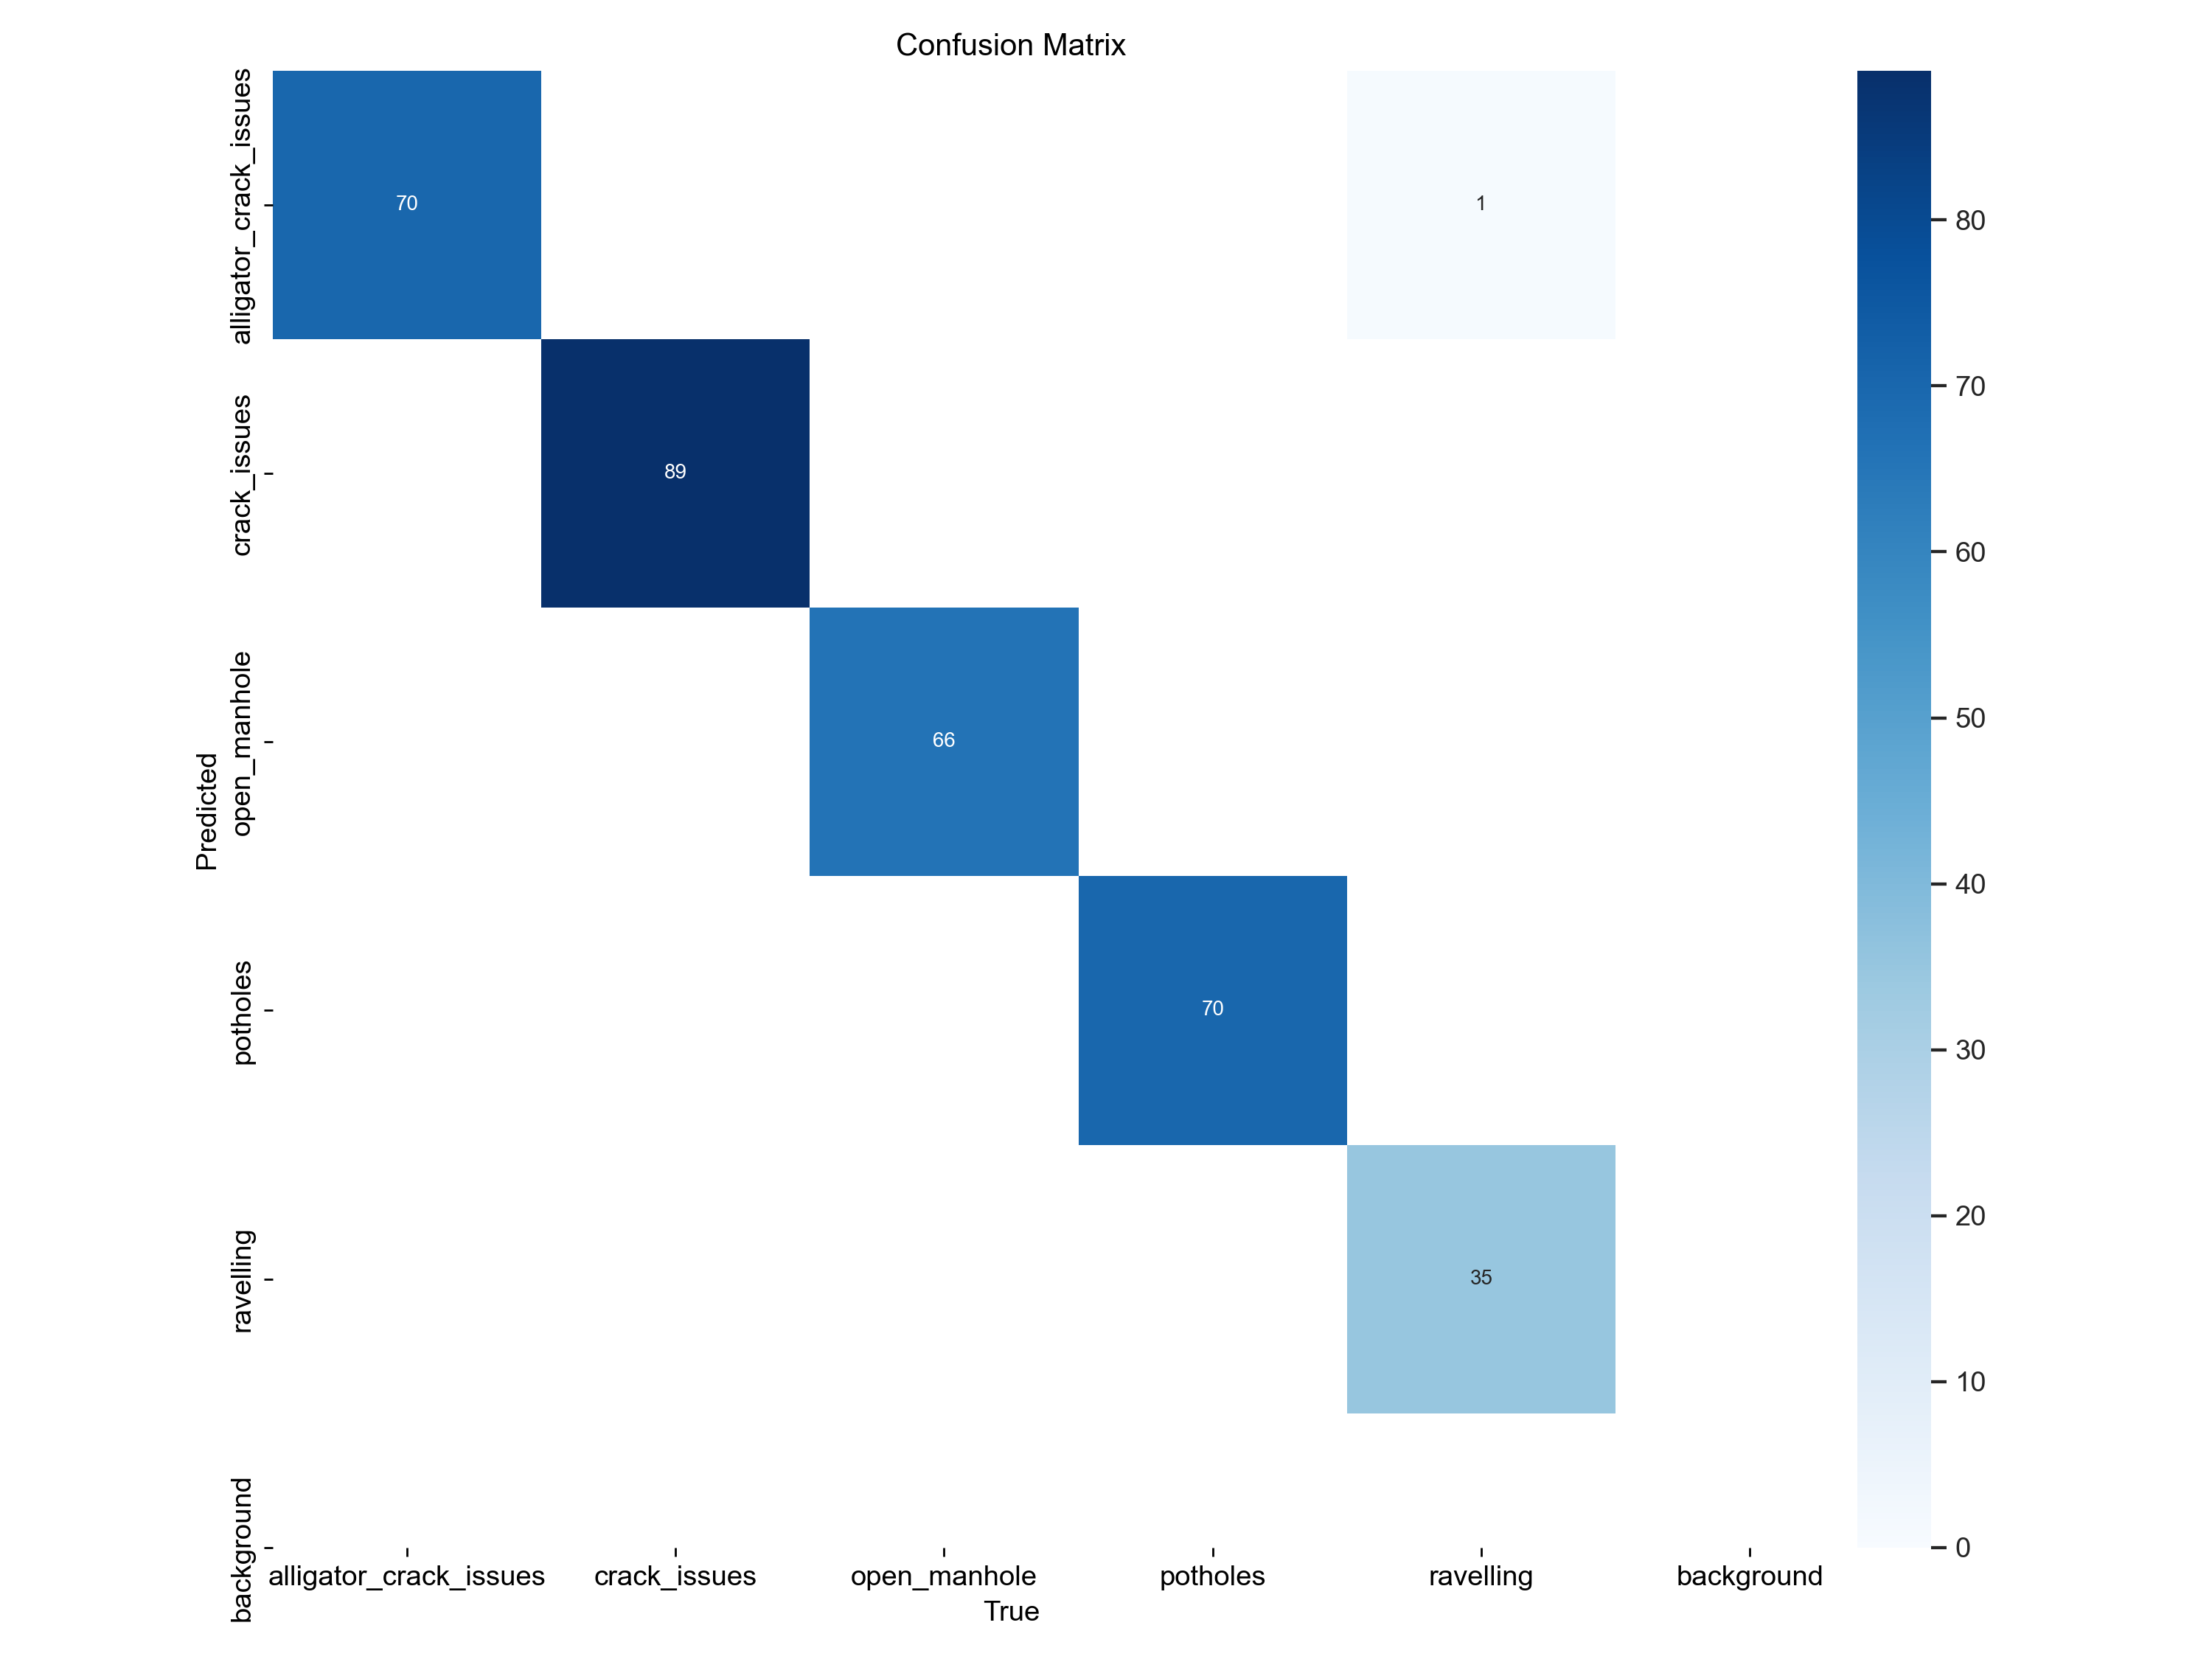 Confusion Matrix
alligator_crack_issues
70
1
crack_issues
89
open_manhole
66
potholes
70
ravelling
35
background
Predicted
alligator_crack_issues crack_issues open_manhole potholes ravelling background
True
80
70
60
50
40
30
20
10
0